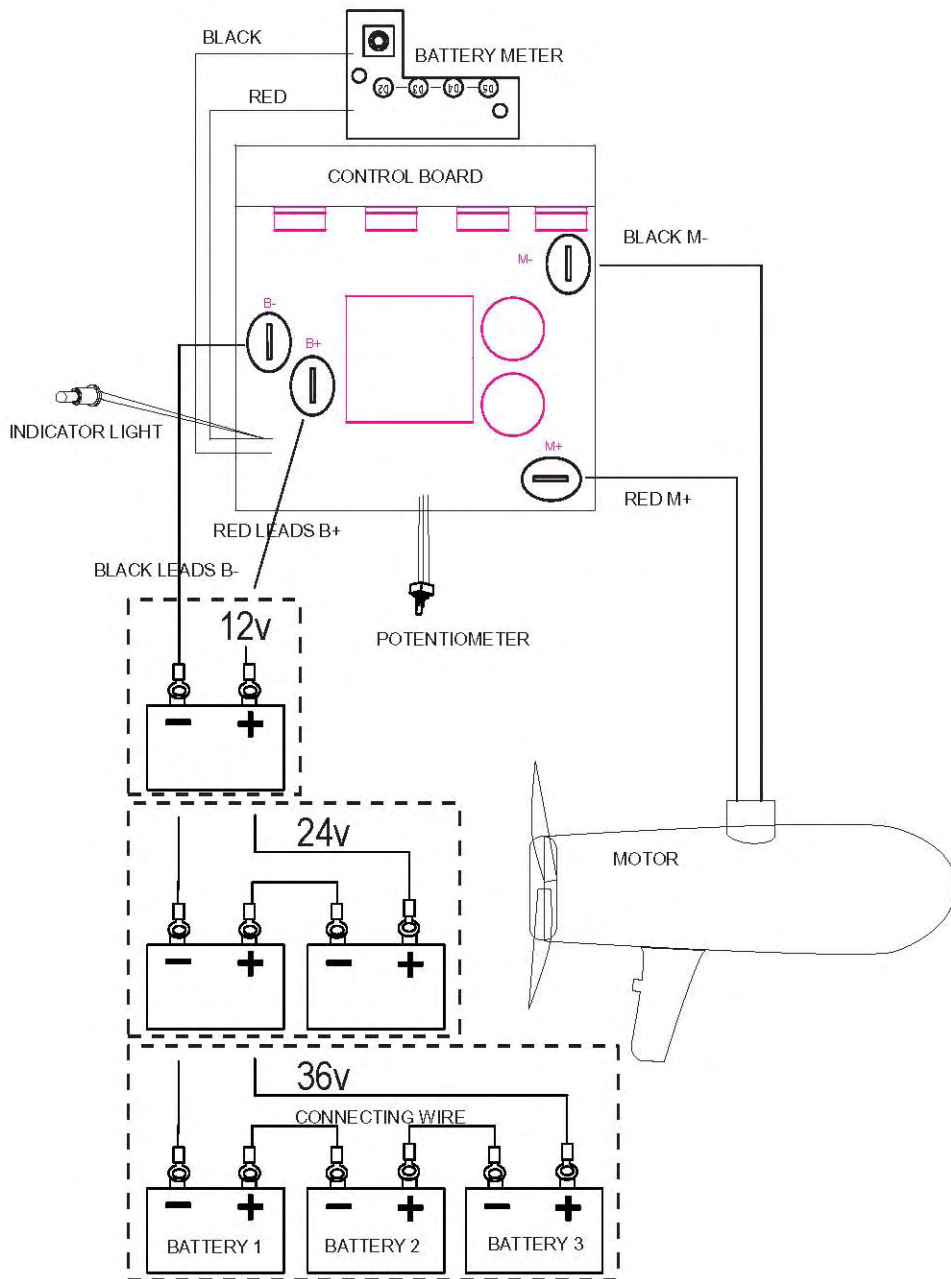 BLACK
BATTERY METER
D2
D3
D4
D5
RED
CONTROL BOARD
BLACK M-
M-
B-
B+
INDICATOR LIGHT
M+
RED M+
RED LEADS B+
BLACK LEADS B-
12v
POTENTIOMETER
- +
24v
MOTOR
- + - +
36v
CONNECTING WIRE
- + - + - +
BATTERY 1 BATTERY 2 BATTERY 3